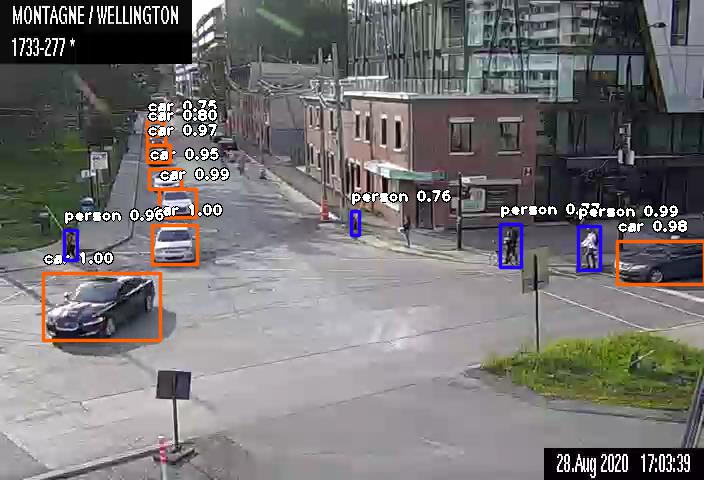 MONTAGNE / WELLINGTON
1733-277 *
car 0.75
car 0.80
car 0.97
car 0.95
car 0.99
person 0.76
person 0.96
car 1.00
person 0.77
person 0.99
car 0.98
car 1.00
28.Aug 2020 17:03:39